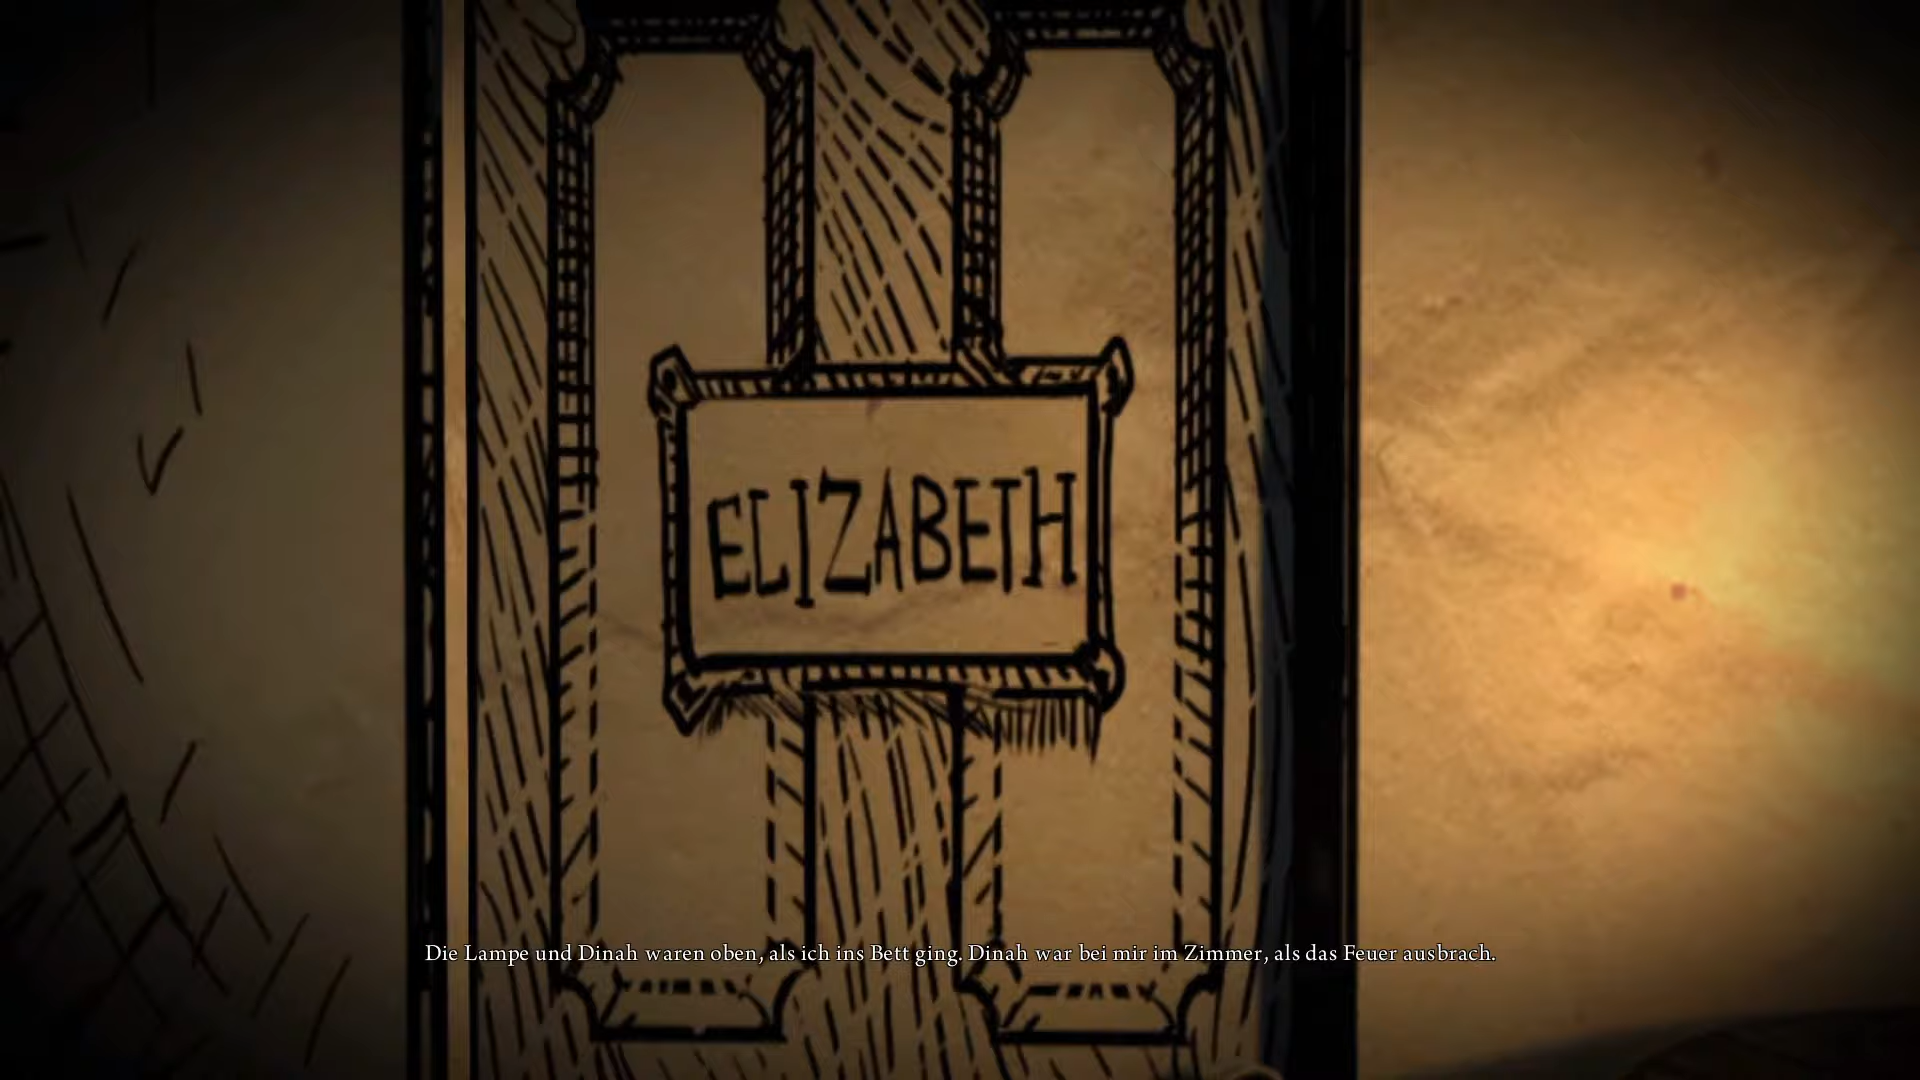 ELIZABETH
Die Lampe und Dinah waren oben, als ich ins Bett ging. Dinah war bei mir im Zimmer, als das Feuer ausbrach.